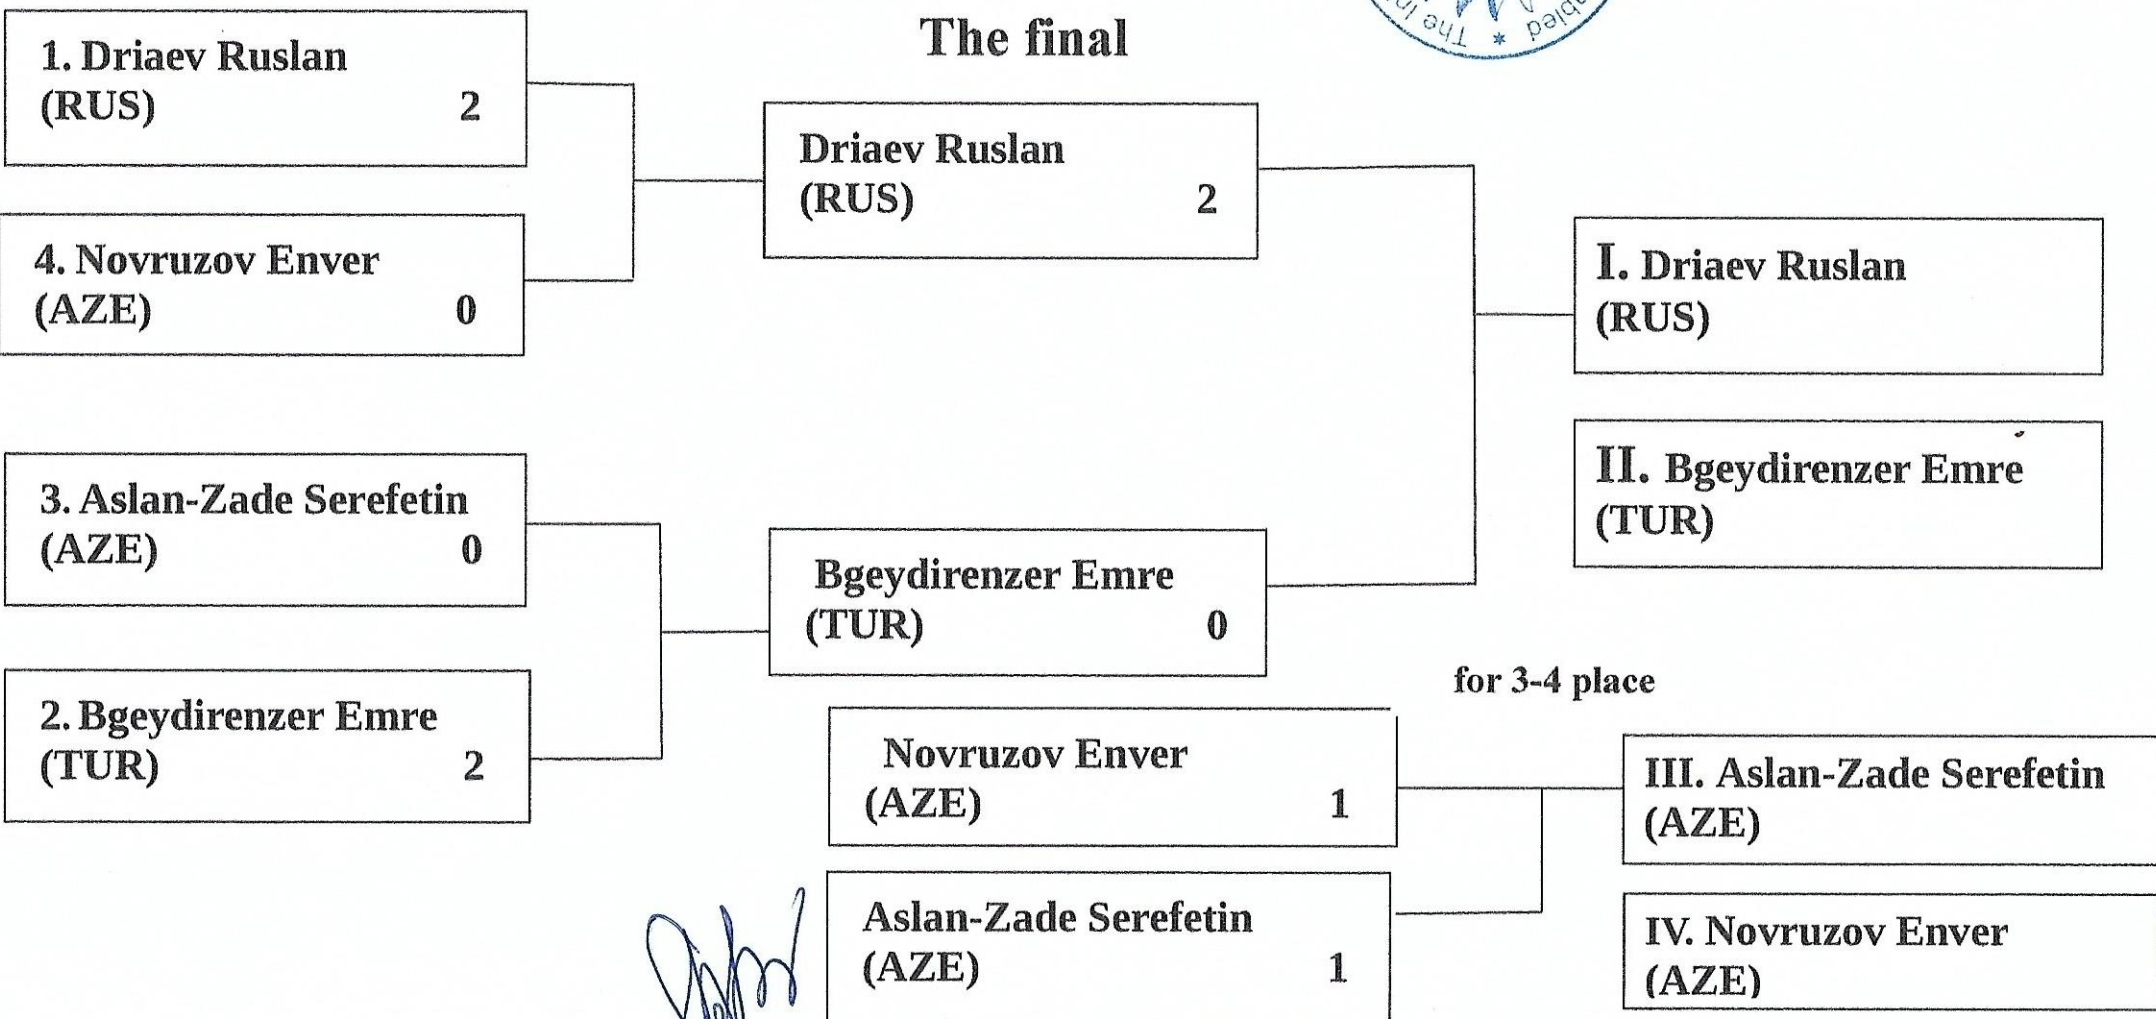 The final
The In
abled
1. Driaev Ruslan
(RUS) 2
4. Novruzov Enver
(AZE) 0
3. Aslan-Zade Serefetin
(AZE) 0
2. Bgeydirenzer Emre
(TUR) 2
Driaev Ruslan
(RUS) 2
Bgeydirenzer Emre
(TUR) 0
I. Driaev Ruslan
(RUS)
II. Bgeydirenzer Emre
(TUR)
for 3-4 place
Novruzov Enver
(AZE) 1
Aslan-Zade Serefetin
(AZE) 1
III. Aslan-Zade Serefetin
(AZE)
IV. Novruzov Enver
(AZE)